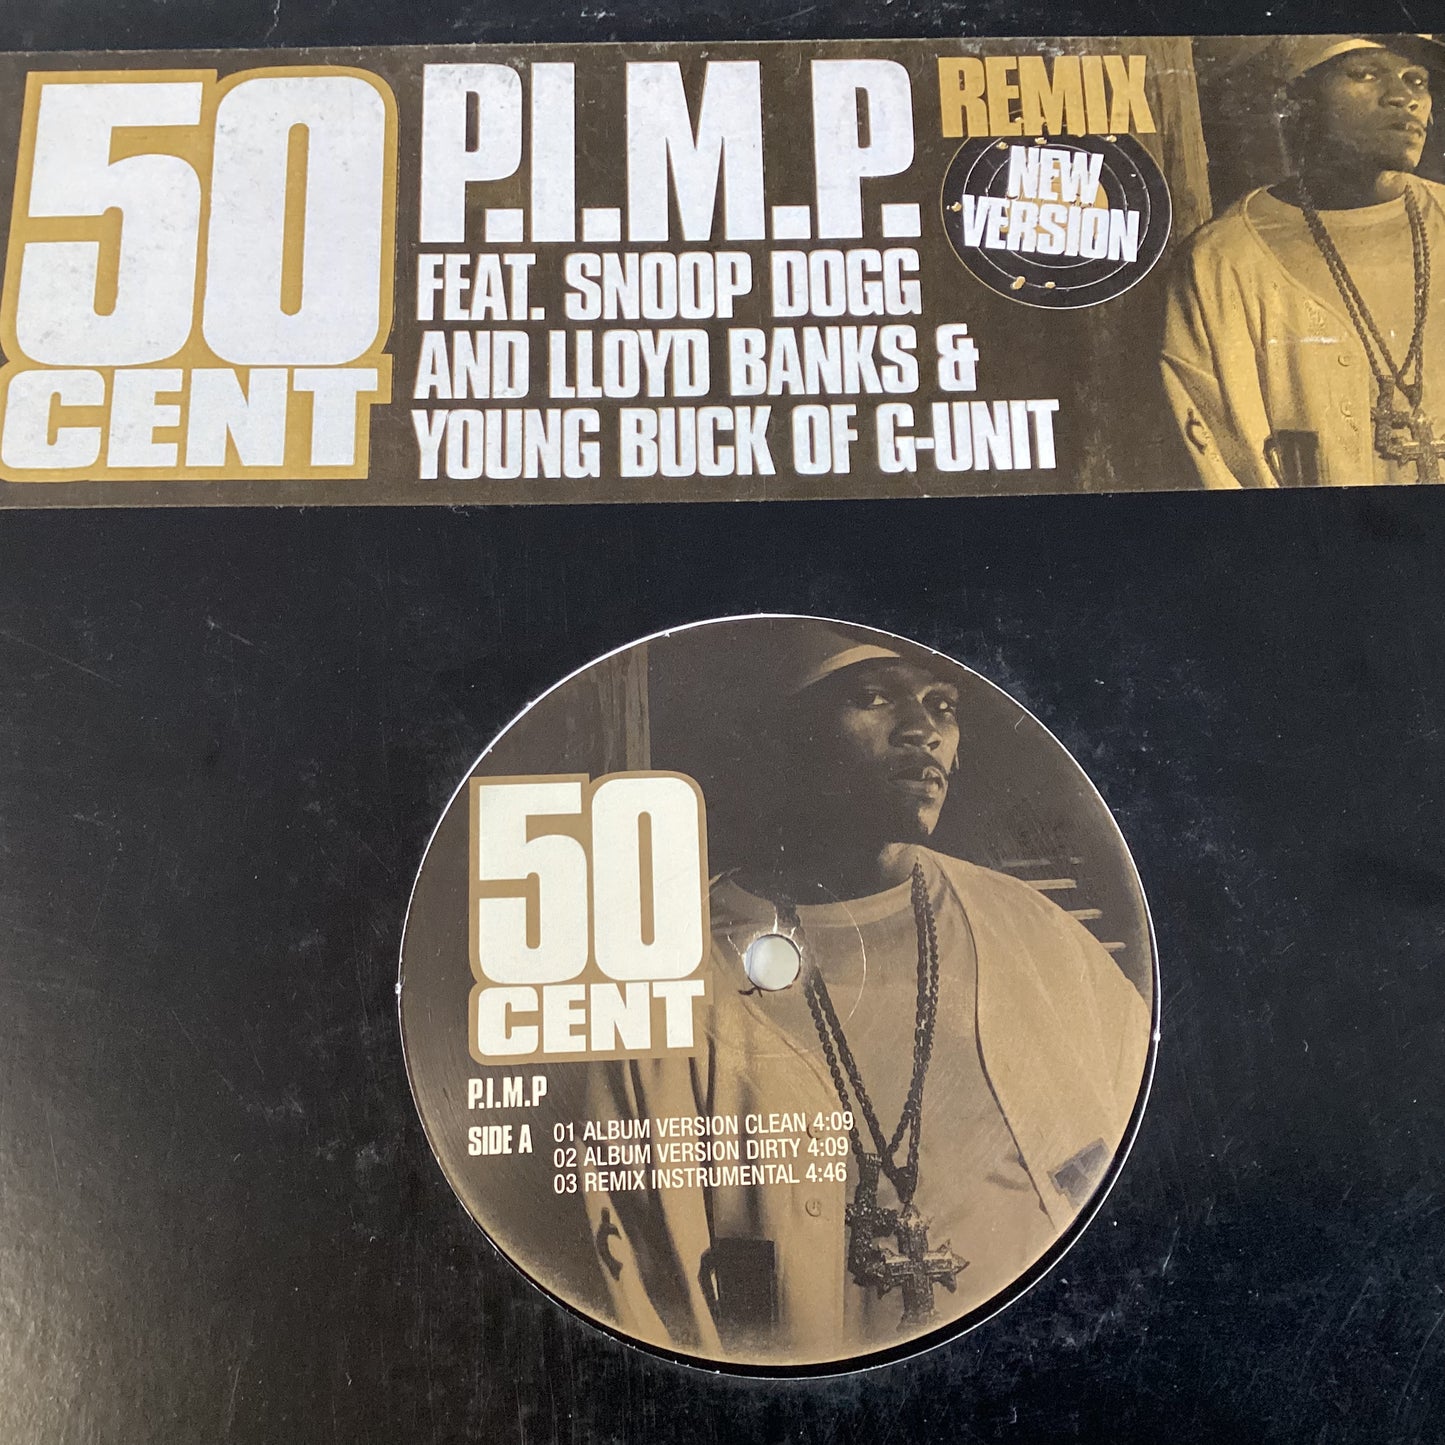 50
CENT
P.I.M.P.
FEAT. SNOOP DOGG
AND LLOYD BANKS &
YOUNG BUCK OF G-UNIT
REMIX
NEW
VERSION
50
CENT
P.I.M.P
SIDE A
01 ALBUM VERSION CLEAN 4:09
02 ALBUM VERSION DIRTY 4:09
03 REMIX INSTRUMENTAL 4:46